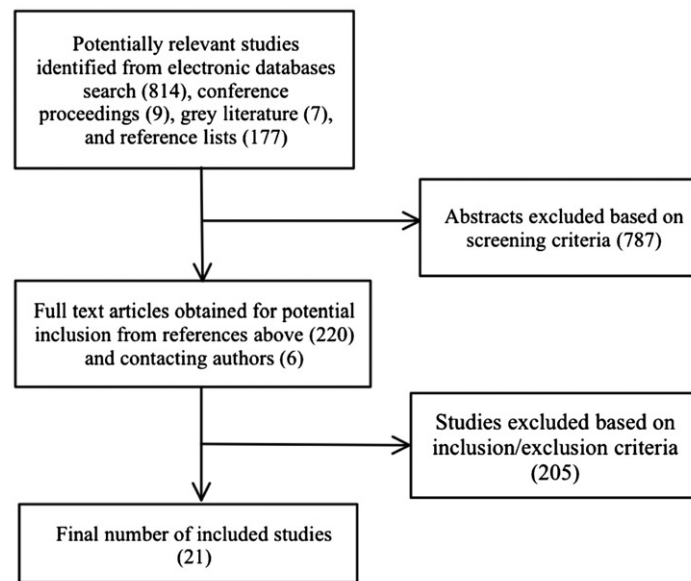 Potentially relevant studies
identified from electronic databases
search (814), conference
proceedings (9), grey literature (7),
and reference lists (177)
Abstracts excluded based on
screening criteria (787)
Full text articles obtained for potential
inclusion from references above (220)
and contacting authors (6)
Studies excluded based on
inclusion/exclusion criteria
(205)
Final number of included studies
(21)